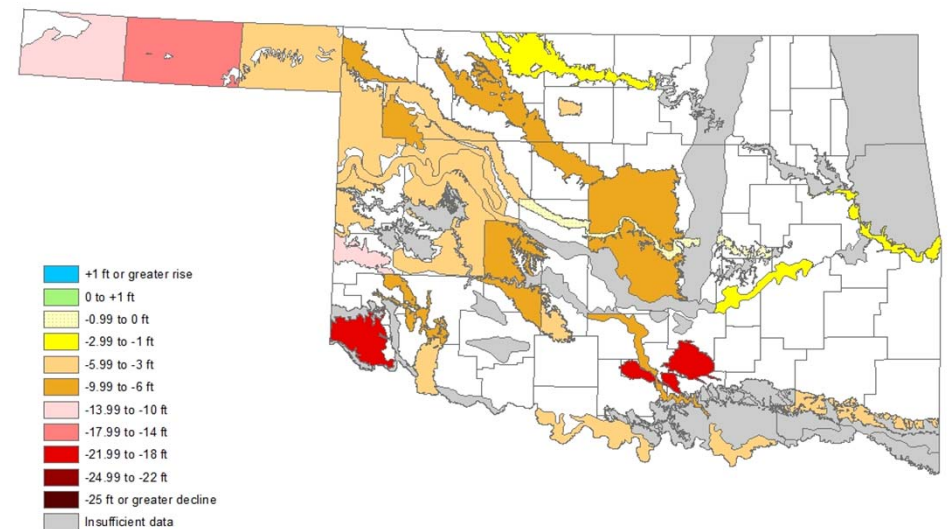 +1 ft or greater rise
0 to +1 ft
-0.99 to 0 ft
-2.99 to -1 ft
-5.99 to -3 ft
-9.99 to -6 ft
-13.99 to -10 ft
-17.99 to -14 ft
-21.99 to -18 ft
-24.99 to -22 ft
-25 ft or greater decline
Insufficient data